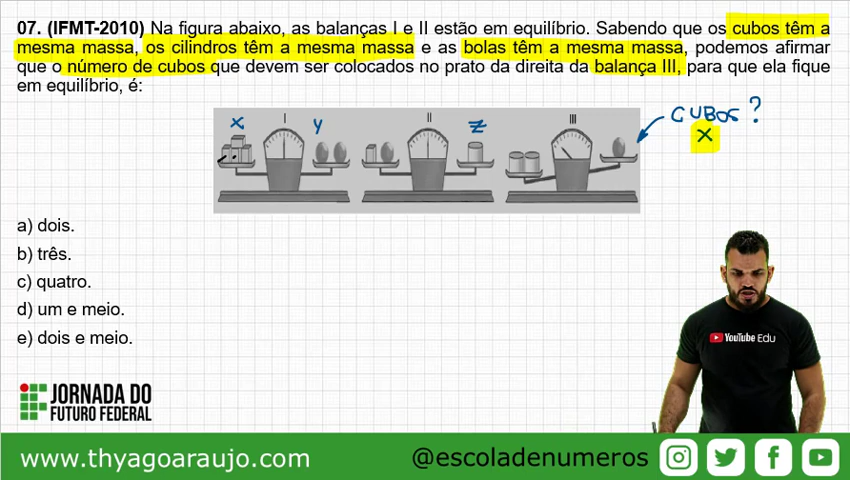 07. (IFMT-2010) Na figura abaixo, as balanças I e II estão em equilíbrio. Sabendo que os cubos têm a
mesma massa, os cilindros têm a mesma massa e as bolas têm a mesma massa, podemos afirmar
que o número de cubos que devem ser colocados no prato da direita da balança III, para que ela fique
em equilíbrio, é:
CUBOS?
X
X I Y II Z III
a) dois.
b) três.
c) quatro.
d) um e meio.
e) dois e meio.
YouTube Edu
JORNADA DO
FUTURO FEDERAL
www.thyagoaraujo.com @escoladenumeros